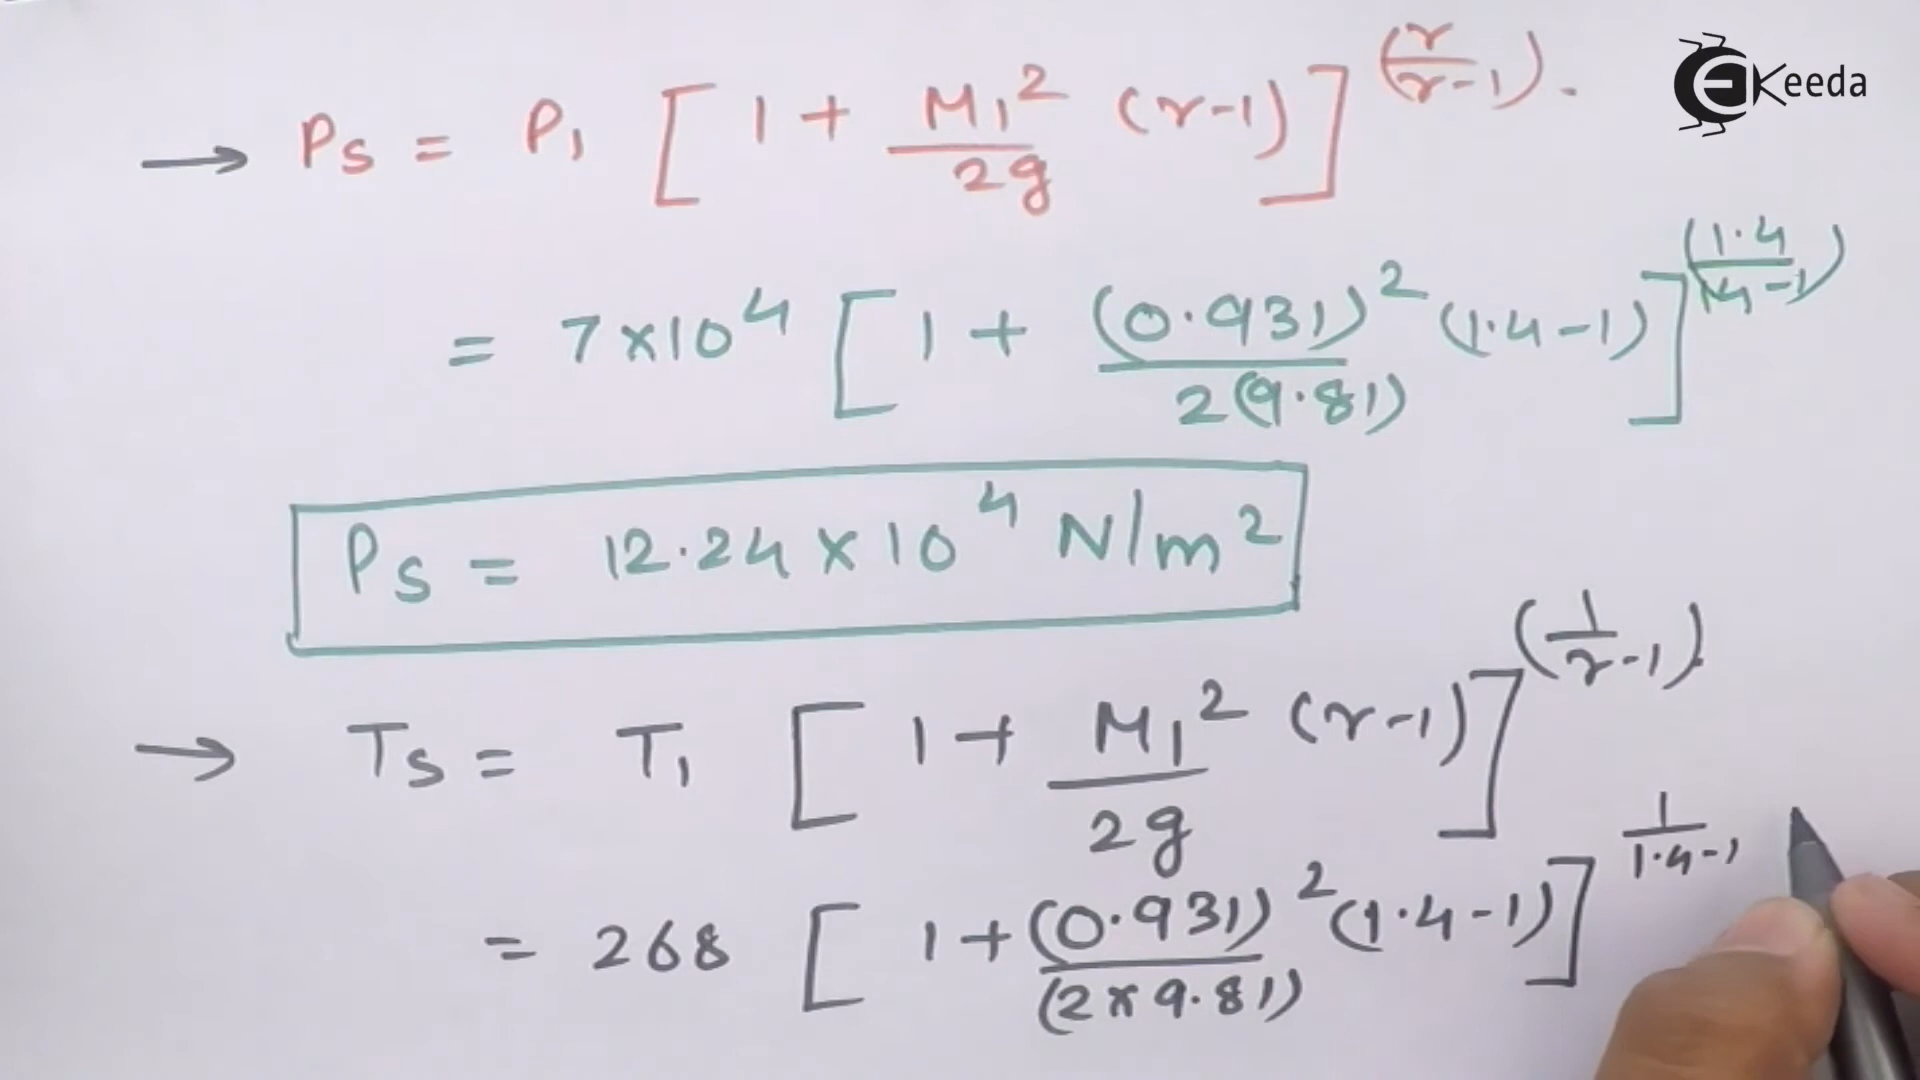 EKeeda
→ Ps = P₁ [ 1 + M₁²/2g (r-1) ]^(r/r-1).
= 7×10⁴ [ 1 + (0.931)²/2(9.81) (1.4-1) ]^(1.4/1.4-1)
Ps = 12.24 × 10⁴ N/m²
→ Ts = T₁ [ 1 + M₁²/2g (r-1) ]^(1/r-1).
= 268 [ 1 + (0.931)²/(2×9.81) (1.4-1) ]^1/1.4-1